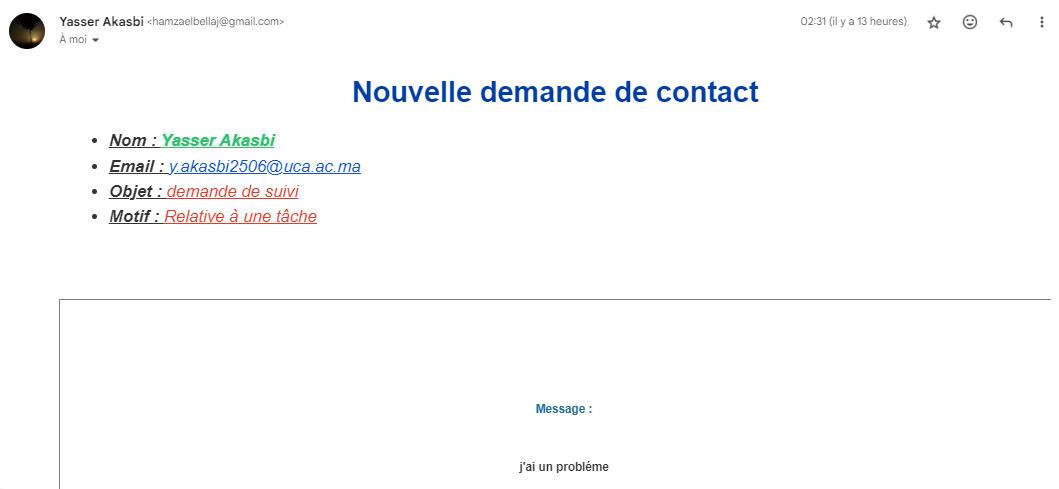 Yasser Akasbi <hamzaelbellaj@gmail.com>
02:31 (il y a 13 heures)
À moi
Nouvelle demande de contact
Nom : Yasser Akasbi
Email : y.akasbi2506@uca.ac.ma
Objet : demande de suivi
Motif : Relative à une tâche
Message :
j'ai un probléme